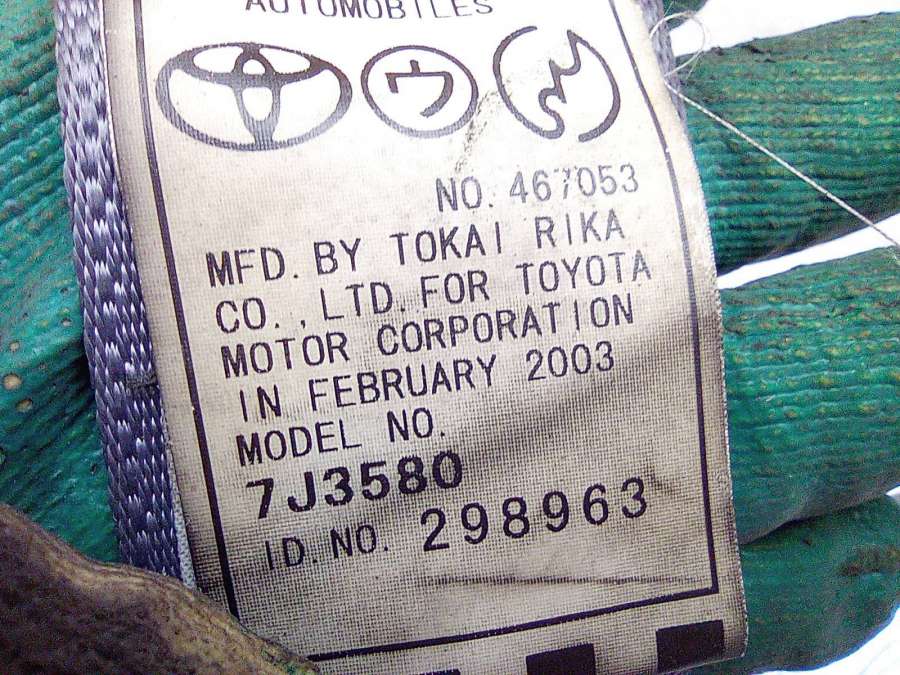 AUTOMOBILES
ウ
NO. 467053
MFD. BY TOKAI RIKA
CO., LTD. FOR TOYOTA
MOTOR CORPORATION
IN FEBRUARY 2003
MODEL NO.
7J3580
ID. NO. 298963